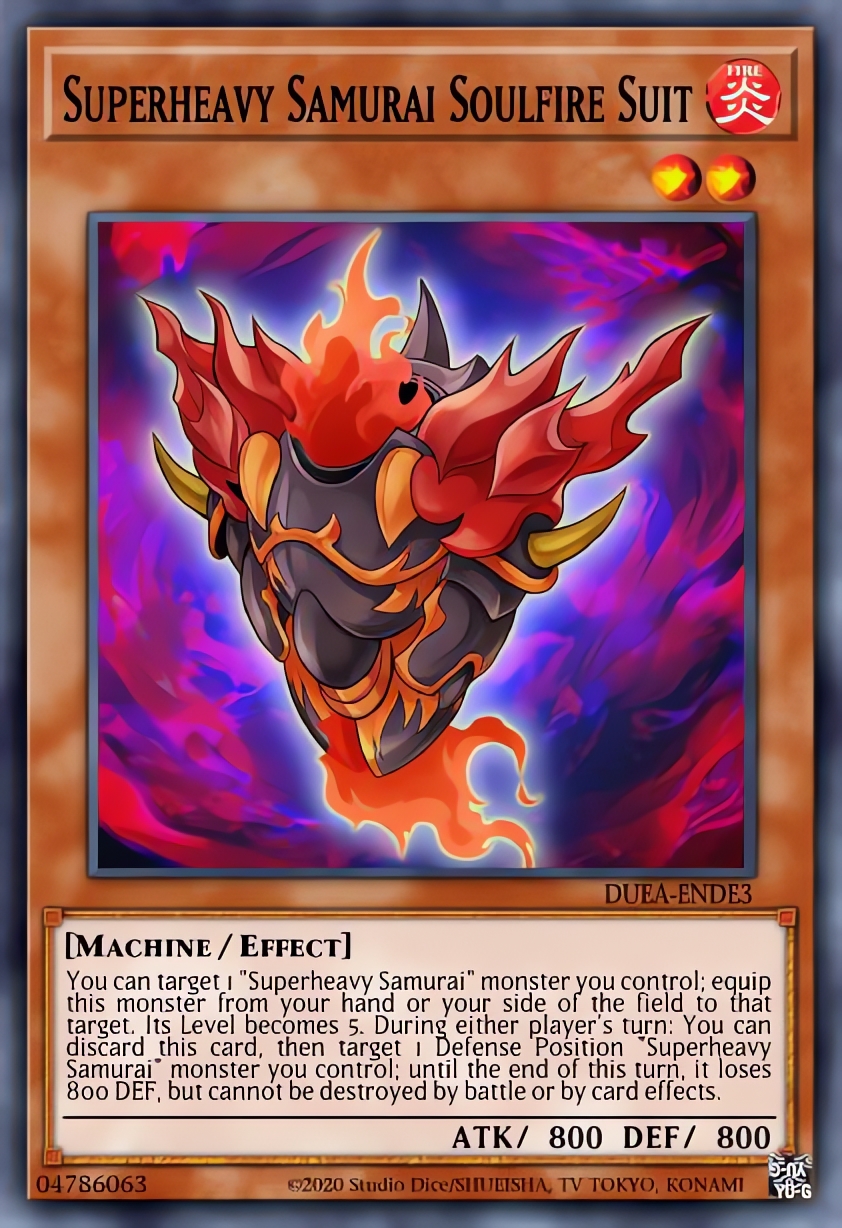 Superheavy Samurai Soulfire Suit
FIRE
炎
DUEA-ENDE3
[Machine / Effect]
You can target 1 "Superheavy Samurai" monster you control; equip
this monster from your hand or your side of the field to that
target. Its Level becomes 5. During either player's turn: You can
discard this card, then target 1 Defense Position "Superheavy
Samurai" monster you control; until the end of this turn, it loses
800 DEF, but cannot be destroyed by battle or by card effects.
ATK/ 800 DEF/ 800
04786063
©2020 Studio Dice/SHUEISHA, TV TOKYO, KONAMI